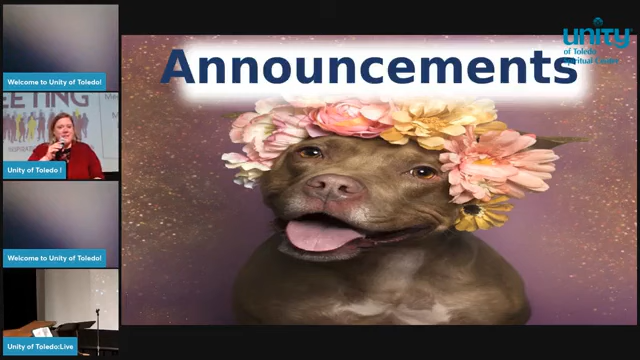 Welcome to Unity of Toledo!
EETING
Unity of Toledo !
Welcome to Unity of Toledo!
Unity of Toledo:Live
Announcements
unity
of Toledo
Spiritual Center